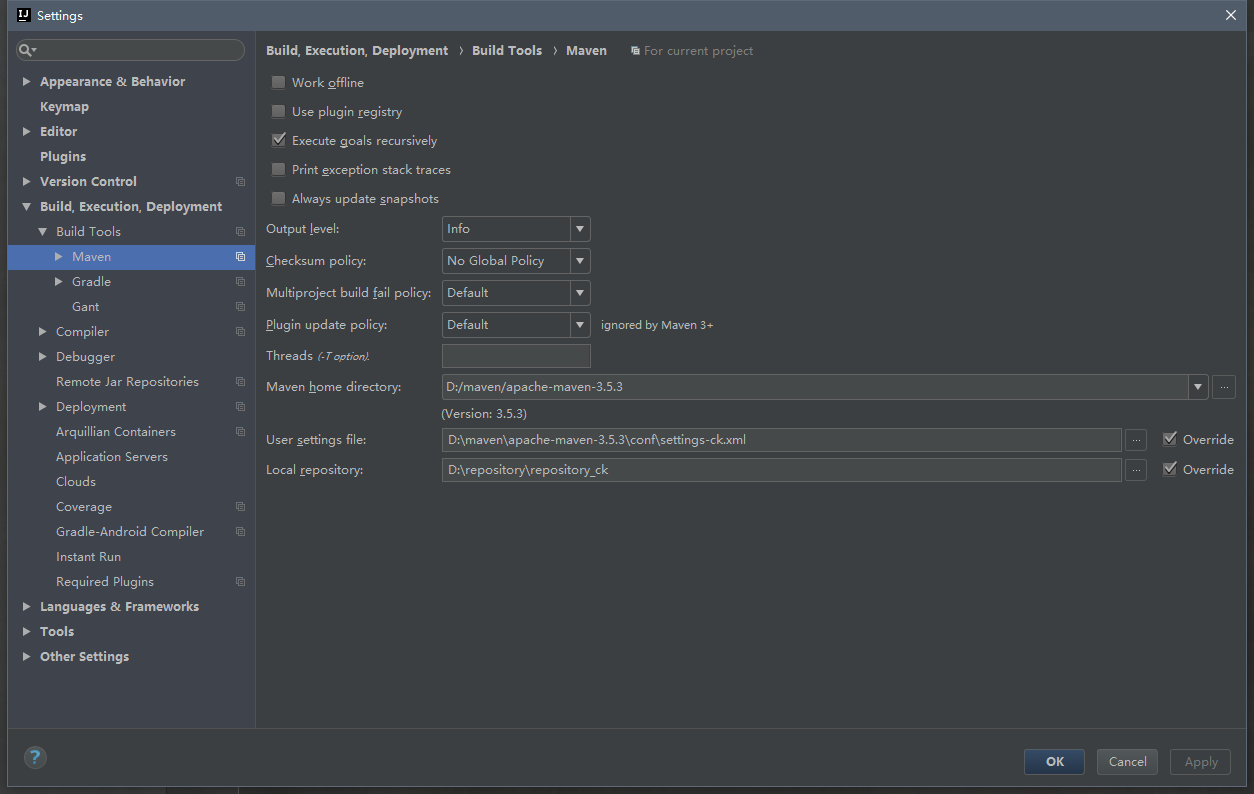 Settings
Appearance & Behavior
Keymap
Editor
Plugins
Version Control
Build, Execution, Deployment
Build Tools
Maven
Gradle
Gant
Compiler
Debugger
Remote Jar Repositories
Deployment
Arquillian Containers
Application Servers
Clouds
Coverage
Gradle-Android Compiler
Instant Run
Required Plugins
Languages & Frameworks
Tools
Other Settings
Build, Execution, Deployment › Build Tools › Maven For current project
Work offline
Use plugin registry
Execute goals recursively
Print exception stack traces
Always update snapshots
Output level: Info
Checksum policy: No Global Policy
Multiproject build fail policy: Default
Plugin update policy: Default ignored by Maven 3+
Threads (-T option).
Maven home directory: D:/maven/apache-maven-3.5.3 ...
(Version: 3.5.3)
User settings file: D:\maven\apache-maven-3.5.3\conf\settings-ck.xml ... Override
Local repository: D:\repository\repository_ck ... Override
? OK Cancel Apply